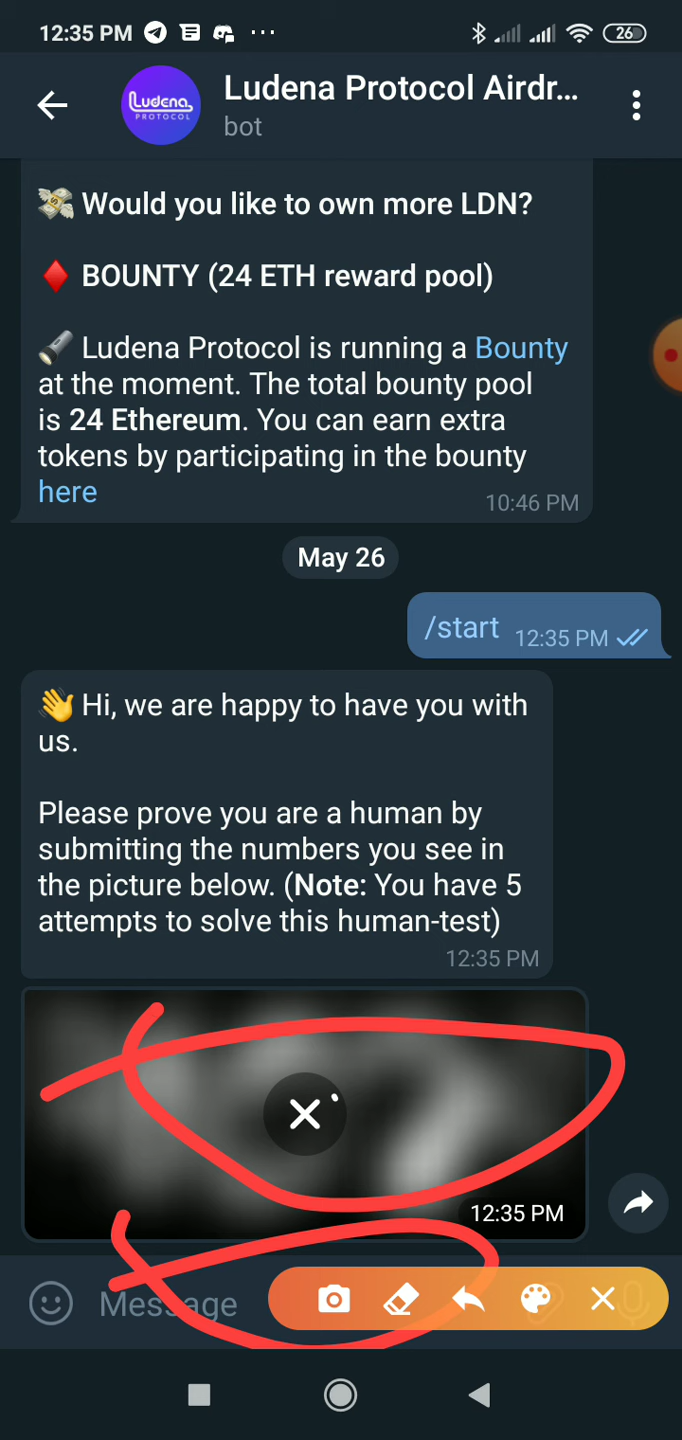 12:35 PM
26
Ludena Protocol Airdr...
bot
Ludena
PROTOCOL
💸 Would you like to own more LDN?
♦️ BOUNTY (24 ETH reward pool)
🔦 Ludena Protocol is running a Bounty
at the moment. The total bounty pool
is 24 Ethereum. You can earn extra
tokens by participating in the bounty
here
10:46 PM
May 26
/start 12:35 PM
👋 Hi, we are happy to have you with
us.
Please prove you are a human by
submitting the numbers you see in
the picture below. (Note: You have 5
attempts to solve this human-test)
12:35 PM
12:35 PM
Message